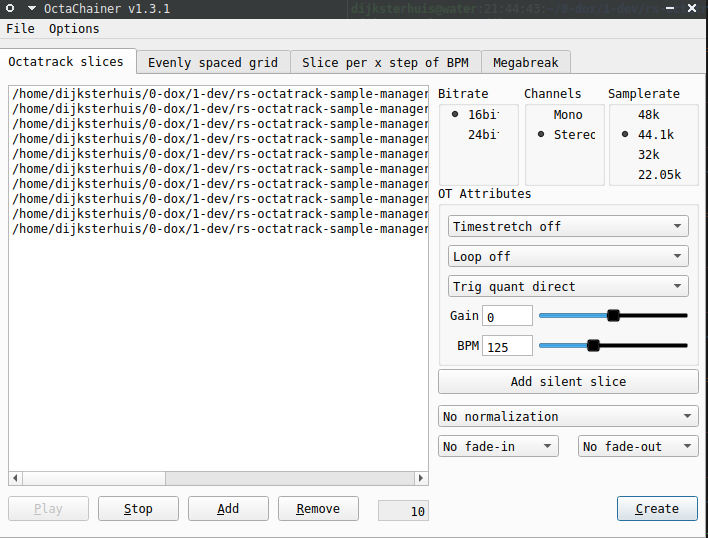 OctaChainer v1.3.1
dijksterhuis@water:21:44:43:~/0-dox/1-dev/rs-octatrack
File Options
Octatrack slices Evenly spaced grid Slice per x step of BPM Megabreak
/home/dijksterhuis/0-dox/1-dev/rs-octatrack-sample-manager
/home/dijksterhuis/0-dox/1-dev/rs-octatrack-sample-manager
/home/dijksterhuis/0-dox/1-dev/rs-octatrack-sample-manager
/home/dijksterhuis/0-dox/1-dev/rs-octatrack-sample-manager
/home/dijksterhuis/0-dox/1-dev/rs-octatrack-sample-manager
/home/dijksterhuis/0-dox/1-dev/rs-octatrack-sample-manager
/home/dijksterhuis/0-dox/1-dev/rs-octatrack-sample-manager
/home/dijksterhuis/0-dox/1-dev/rs-octatrack-sample-manager
/home/dijksterhuis/0-dox/1-dev/rs-octatrack-sample-manager
/home/dijksterhuis/0-dox/1-dev/rs-octatrack-sample-manager
Bitrate Channels Samplerate
16bit Mono 48k
24bit Stereo 44.1k
32k
22.05k
OT Attributes
Timestretch off
Loop off
Trig quant direct
Gain 0
BPM 125
Add silent slice
No normalization
No fade-in No fade-out
Play Stop Add Remove 10 Create